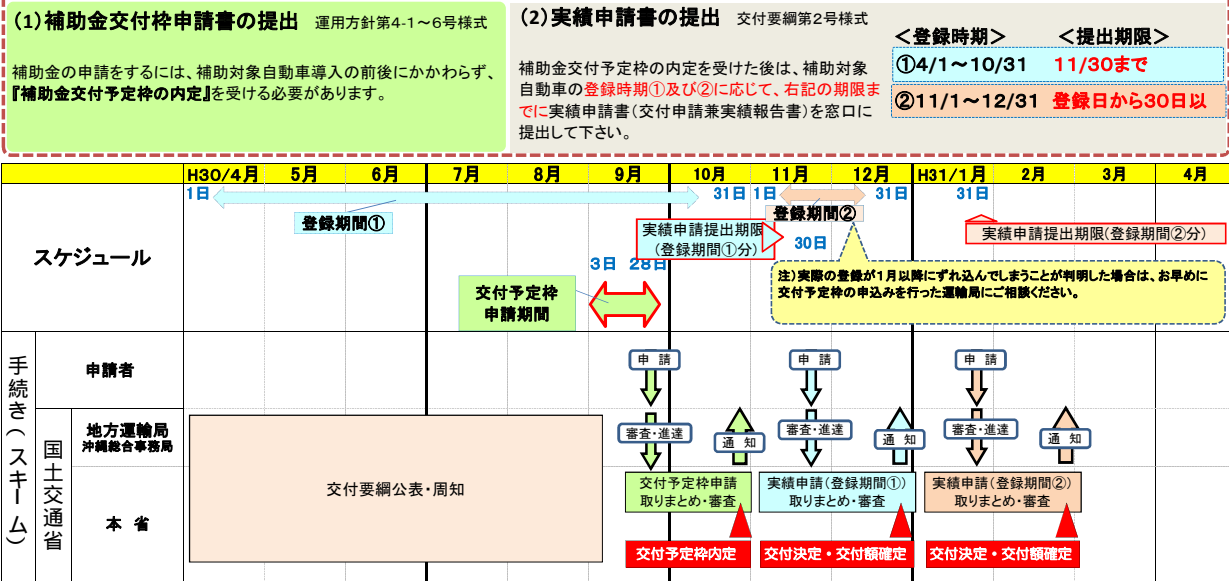 (1)補助金交付枠申請書の提出 運用方針第4-1～6号様式
補助金の申請をするには、補助対象自動車導入の前後にかかわらず、
『補助金交付予定枠の内定』を受ける必要があります。
(2)実績申請書の提出 交付要綱第2号様式
補助金交付予定枠の内定を受けた後は、補助対象
自動車の登録時期①及び②に応じて、右記の期限ま
でに実績申請書(交付申請兼実績報告書)を窓口に
提出して下さい。
＜登録時期＞ ＜提出期限＞
①4/1～10/31 11/30まで
②11/1～12/31 登録日から30日以
H30/4月 5月 6月 7月 8月 9月 10月 11月 12月 H31/1月 2月 3月 4月
スケジュール
1日 31日 1日 31日 31日
登録期間①
登録期間②
実績申請提出期限
(登録期間①分)
30日
実績申請提出期限(登録期間②分)
3日 28日
交付予定枠
申請期間
注)実際の登録が1月以降にずれ込んでしまうことが判明した場合は、お早めに
交付予定枠の申込みを行った運輸局にご相談ください。
手続き(スキーム)
申請者
申 請 申 請 申 請
国土交通省
地方運輸局
沖縄総合事務局
審査・進達 通 知 審査・進達 通 知 審査・進達 通 知
本 省
交付要綱公表・周知
交付予定枠申請
取りまとめ・審査
実績申請(登録期間①)
取りまとめ・審査
実績申請(登録期間②)
取りまとめ・審査
交付予定枠内定 交付決定・交付額確定 交付決定・交付額確定